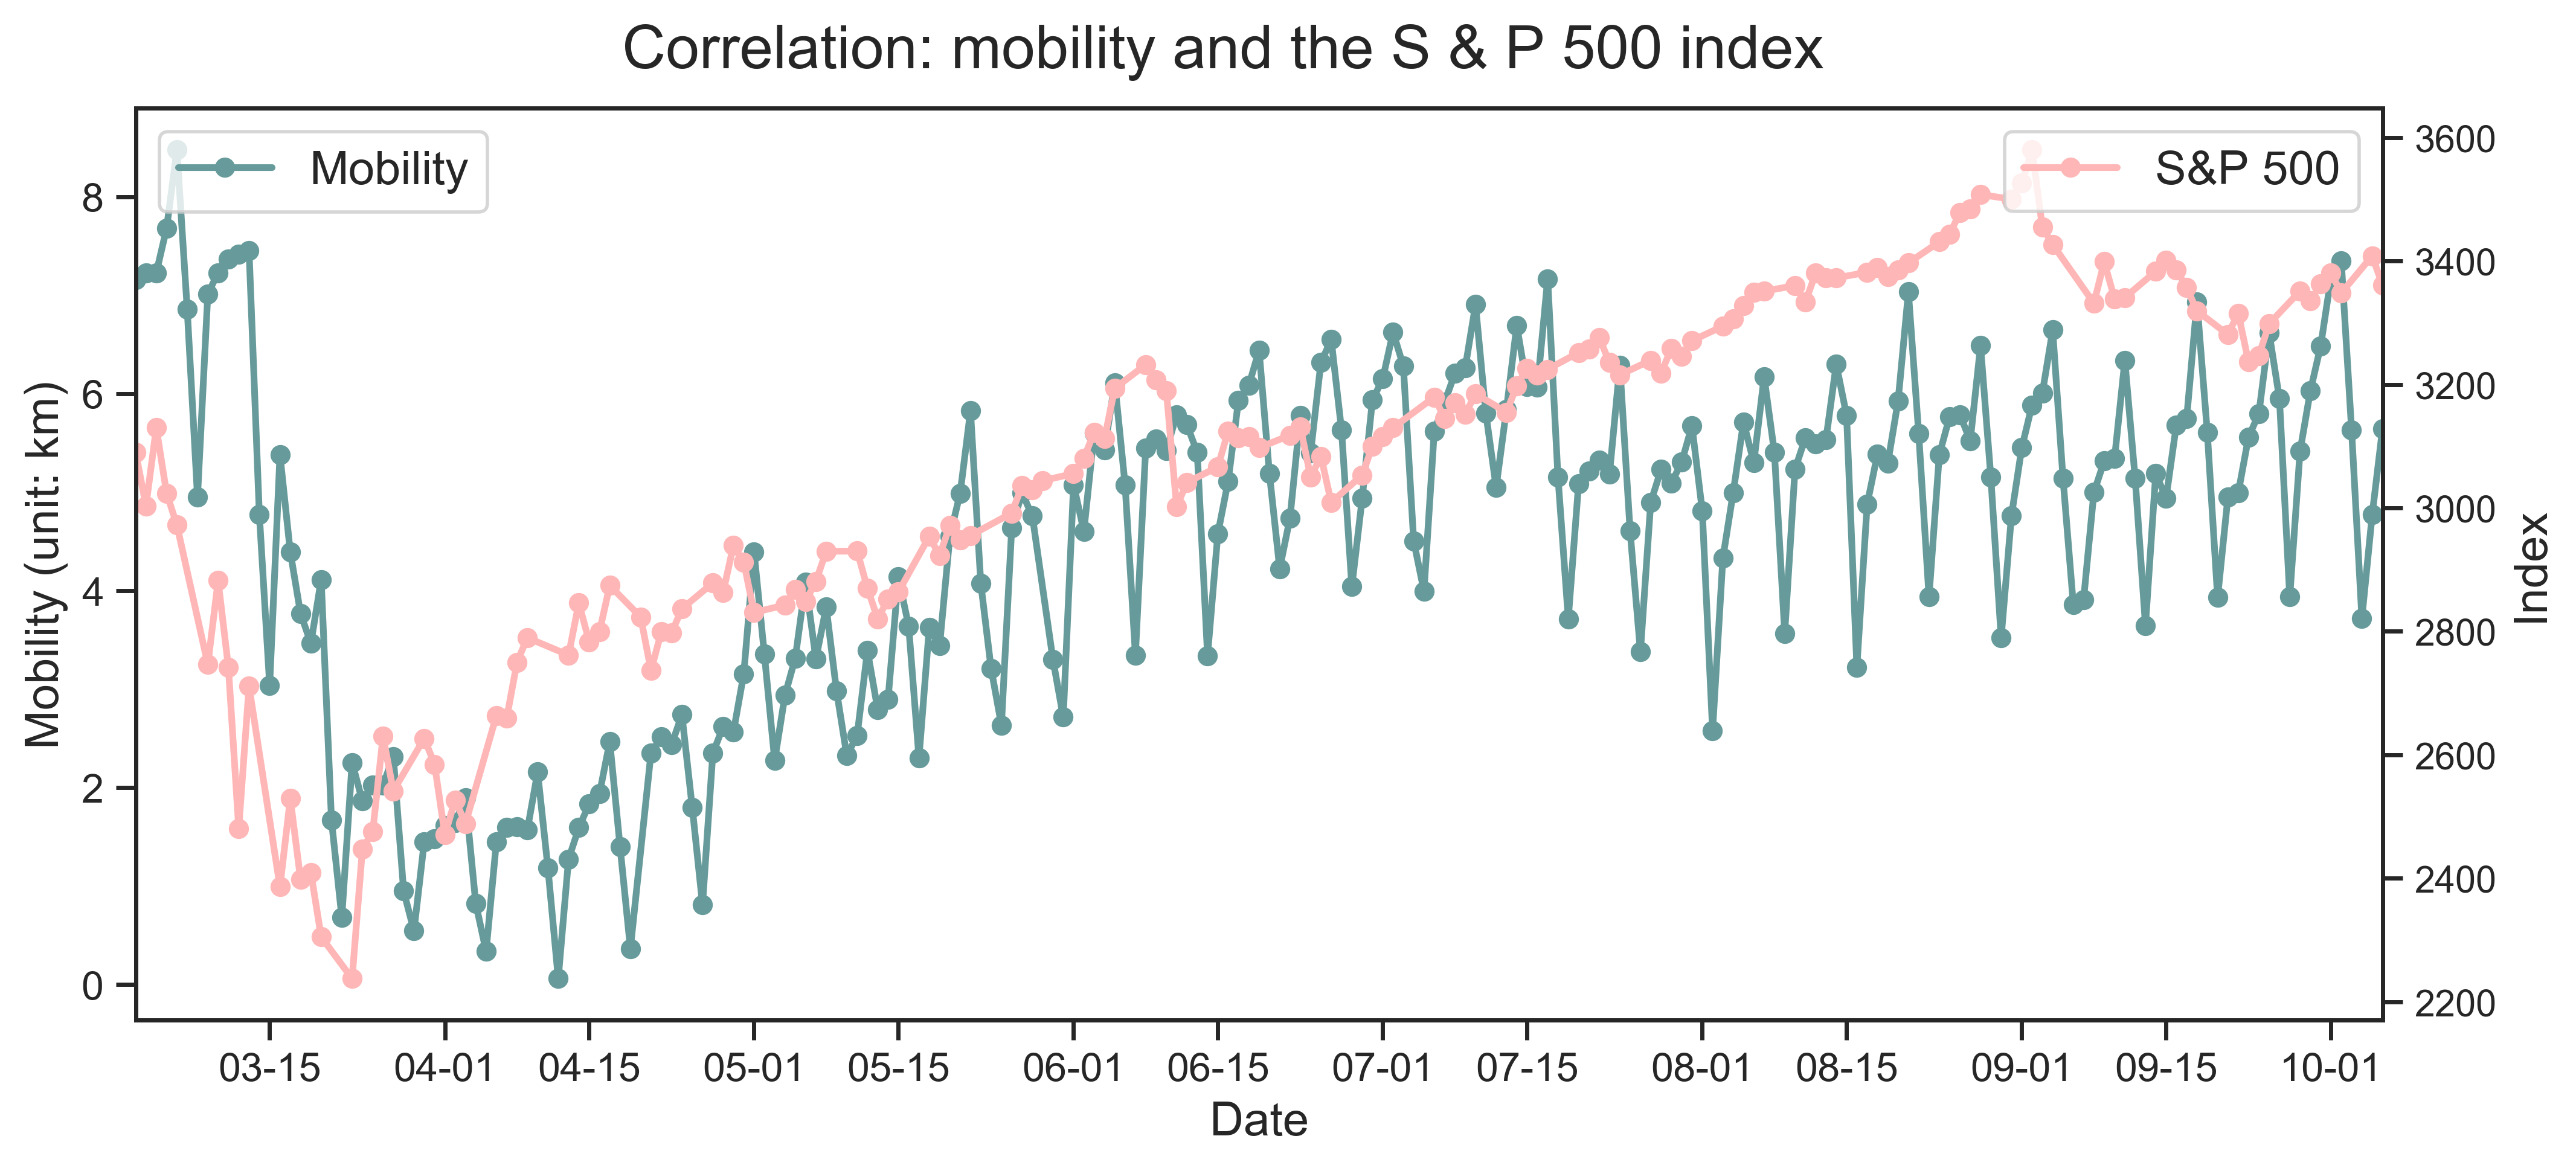 Correlation: mobility and the S & P 500 index
Mobility
S&P 500
Mobility (unit: km)
8
6
4
2
0
3600
3400
3200
3000
2800
2600
2400
2200
Index
03-15 04-01 04-15 05-01 05-15 06-01 06-15 07-01 07-15 08-01 08-15 09-01 09-15 10-01
Date